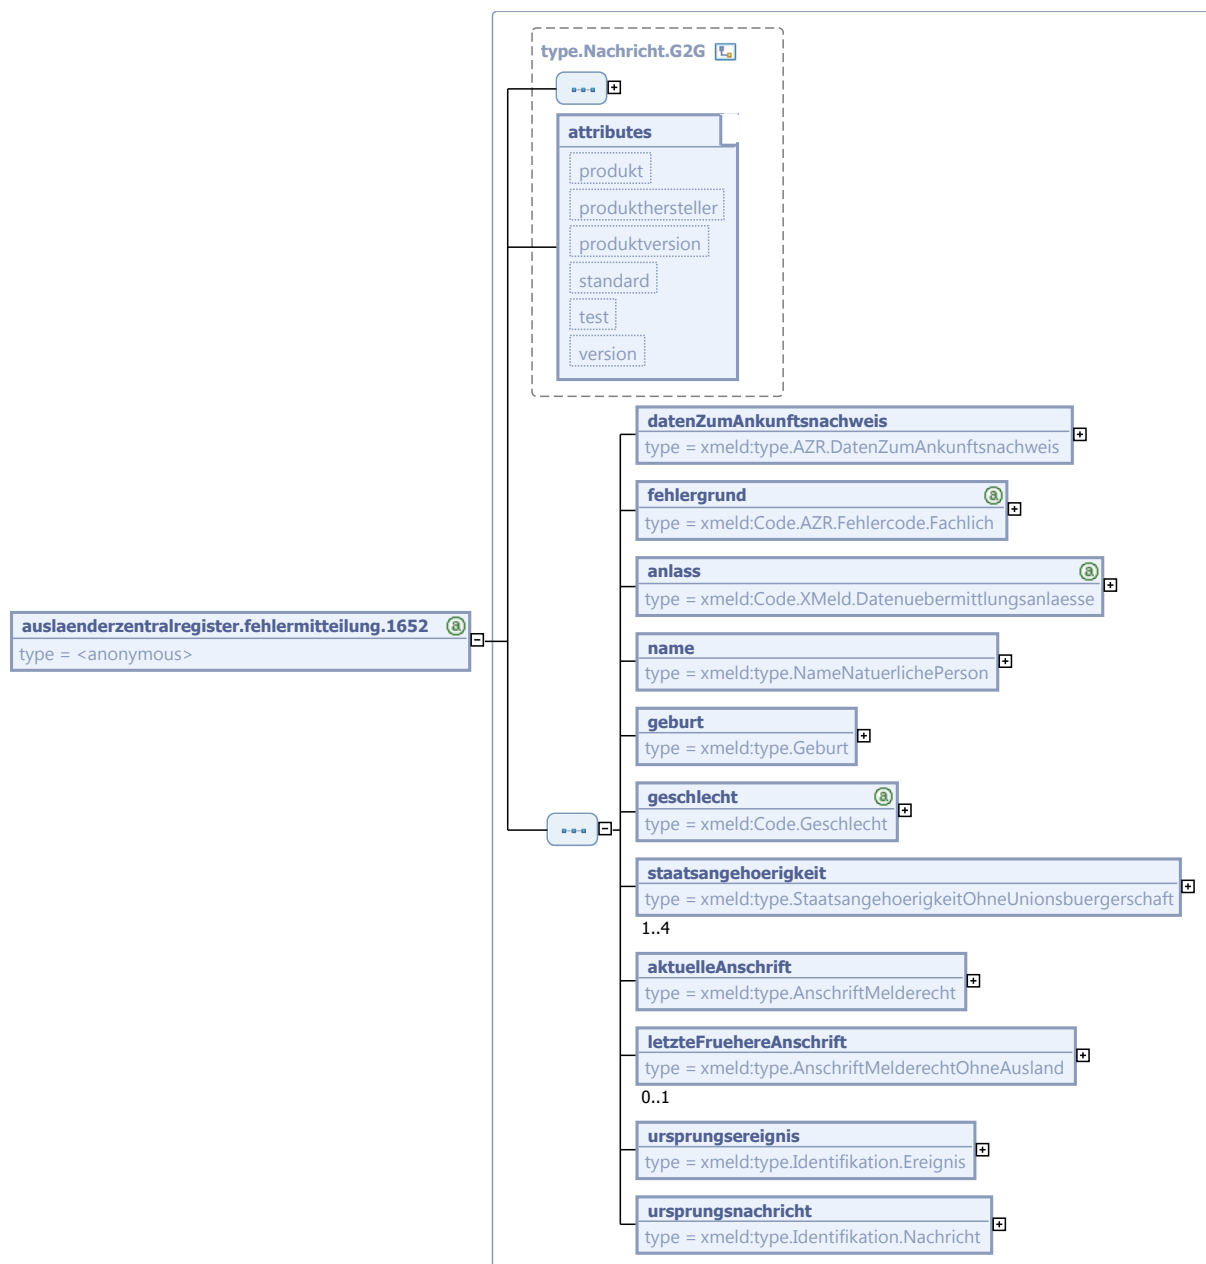 type.Nachricht.G2G
attributes
produkt
produkthersteller
produktversion
standard
test
version
auslaenderzentralregister.fehlermitteilung.1652
type = <anonymous>
datenZumAnkunftsnachweis
type = xmeld:type.AZR.DatenZumAnkunftsnachweis
fehlergrund
type = xmeld:Code.AZR.Fehlercode.Fachlich
anlass
type = xmeld:Code.XMeld.Datenuebermittlungsanlaesse
name
type = xmeld:type.NameNatuerlichePerson
geburt
type = xmeld:type.Geburt
geschlecht
type = xmeld:Code.Geschlecht
staatsangehoerigkeit
type = xmeld:type.StaatsangehoerigkeitOhneUnionsbuergerschaft
1..4
aktuelleAnschrift
type = xmeld:type.AnschriftMelderecht
letzteFruehereAnschrift
type = xmeld:type.AnschriftMelderechtOhneAusland
0..1
ursprungsereignis
type = xmeld:type.Identifikation.Ereignis
ursprungsnachricht
type = xmeld:type.Identifikation.Nachricht